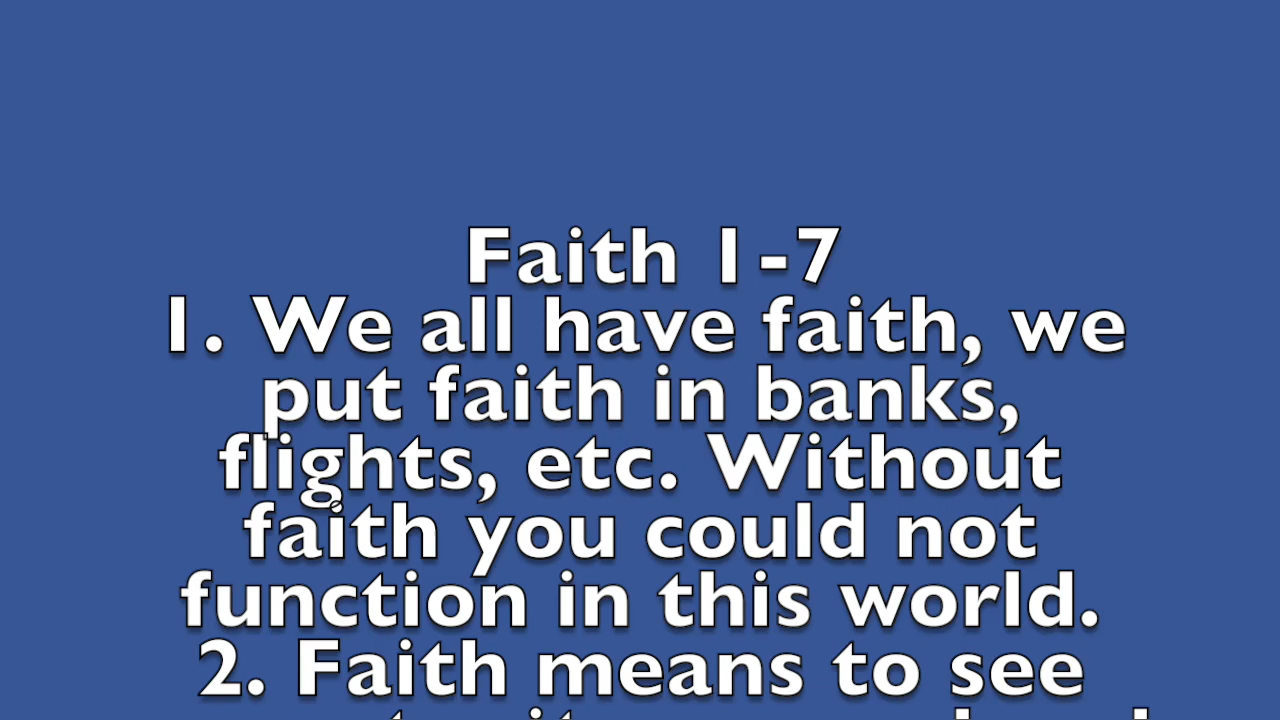 Faith 1-7
1. We all have faith, we
put faith in banks,
flights, etc. Without
faith you could not
function in this world.
2. Faith means to see